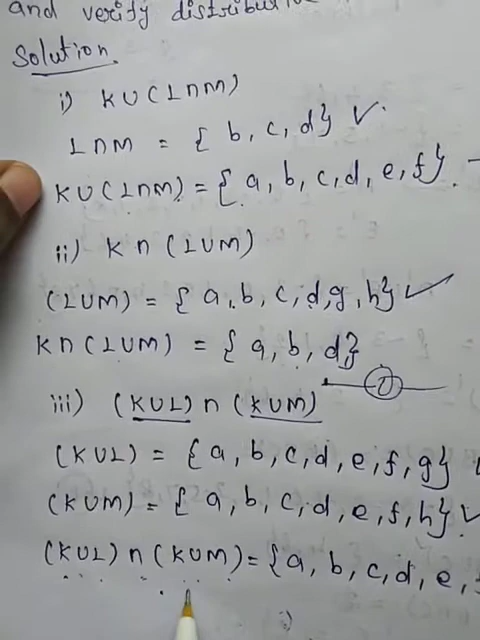 and verify distributive
Solution
i) K∪(L∩M)
L∩M = {b, c, d} ✓
K∪(L∩M) = {a, b, c, d, e, f}.
ii) K∩(L∪M)
(L∪M) = {a, b, c, d, g, h} ✓
K∩(L∪M) = {a, b, d}
iii) (K∪L)∩(K∪M)
(K∪L) = {a, b, c, d, e, f, g}
(K∪M) = {a, b, c, d, e, f, h} ✓
(K∪L)∩(K∪M) = {a, b, c, d, e,